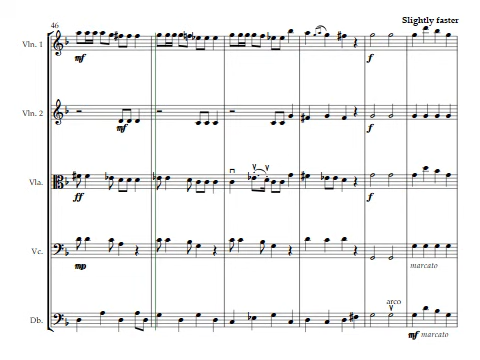 Slightly faster
46
Vln. 1
mf
f
Vln. 2
mf
f
Vla.
ff
f
Vc.
mp
marcato
arco
Db.
mf marcato